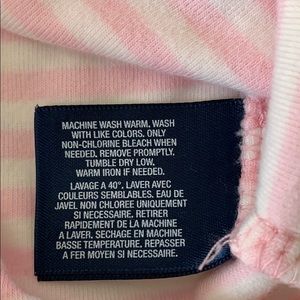 MACHINE WASH WARM, WASH
WITH LIKE COLORS. ONLY
NON-CHLORINE BLEACH WHEN
NEEDED. REMOVE PROMPTLY.
TUMBLE DRY LOW.
WARM IRON IF NEEDED.
LAVAGE A 40°, LAVER AVEC
COULEURS SEMBLABLES. EAU DE
JAVEL NON CHLOREE UNIQUEMENT
SI NECESSAIRE. RETIRER
RAPIDEMENT DE LA MACHINE
A LAVER. SECHAGE EN MACHINE
BASSE TEMPERATURE. REPASSER
A FER MOYEN SI NECESSAIRE.